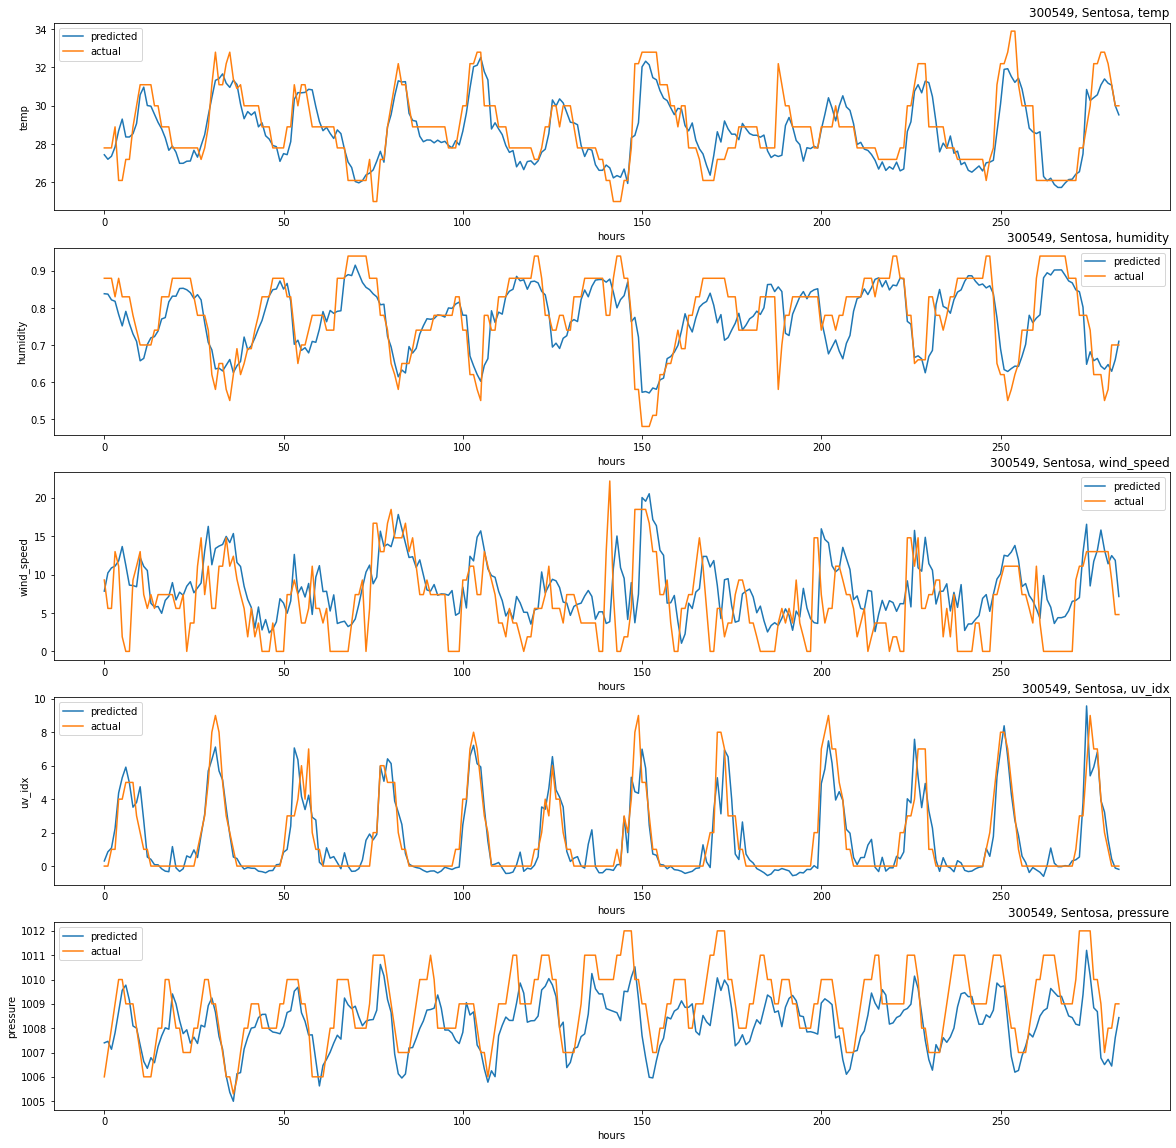 300549, Sentosa, temp
predicted
actual
34
32
30
28
26
temp
0 50 100 150 200 250
hours
300549, Sentosa, humidity
predicted
actual
0.9
0.8
0.7
0.6
0.5
humidity
0 50 100 150 200 250
hours
300549, Sentosa, wind_speed
predicted
actual
20
15
10
5
0
wind_speed
0 50 100 150 200 250
hours
300549, Sentosa, uv_idx
predicted
actual
10
8
6
4
2
0
uv_idx
0 50 100 150 200 250
hours
300549, Sentosa, pressure
predicted
actual
1012
1011
1010
1009
1008
1007
1006
1005
pressure
0 50 100 150 200 250
hours